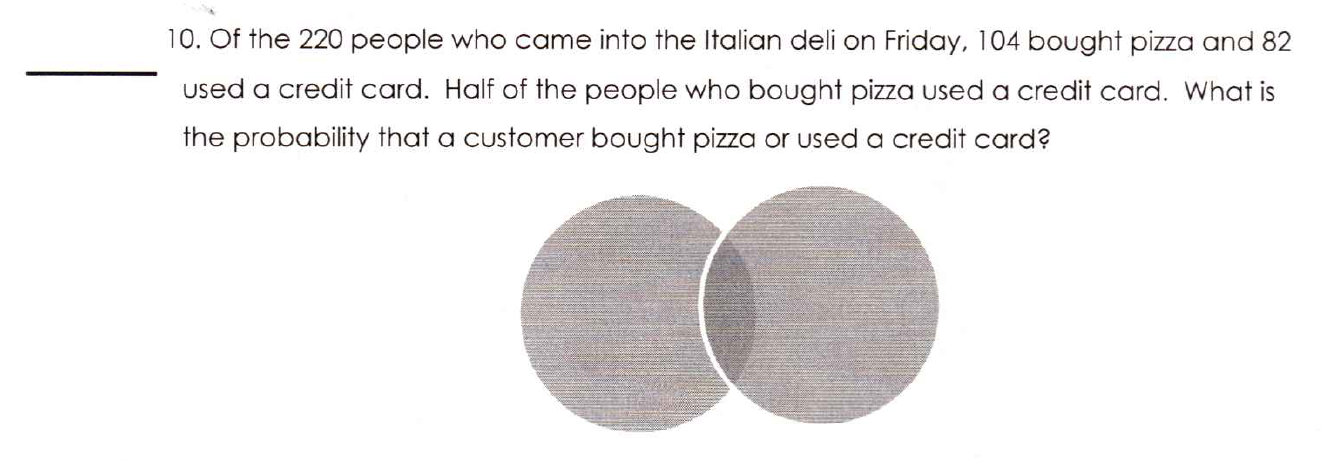 10. Of the 220 people who came into the Italian deli on Friday, 104 bought pizza and 82
used a credit card. Half of the people who bought pizza used a credit card. What is
the probability that a customer bought pizza or used a credit card?